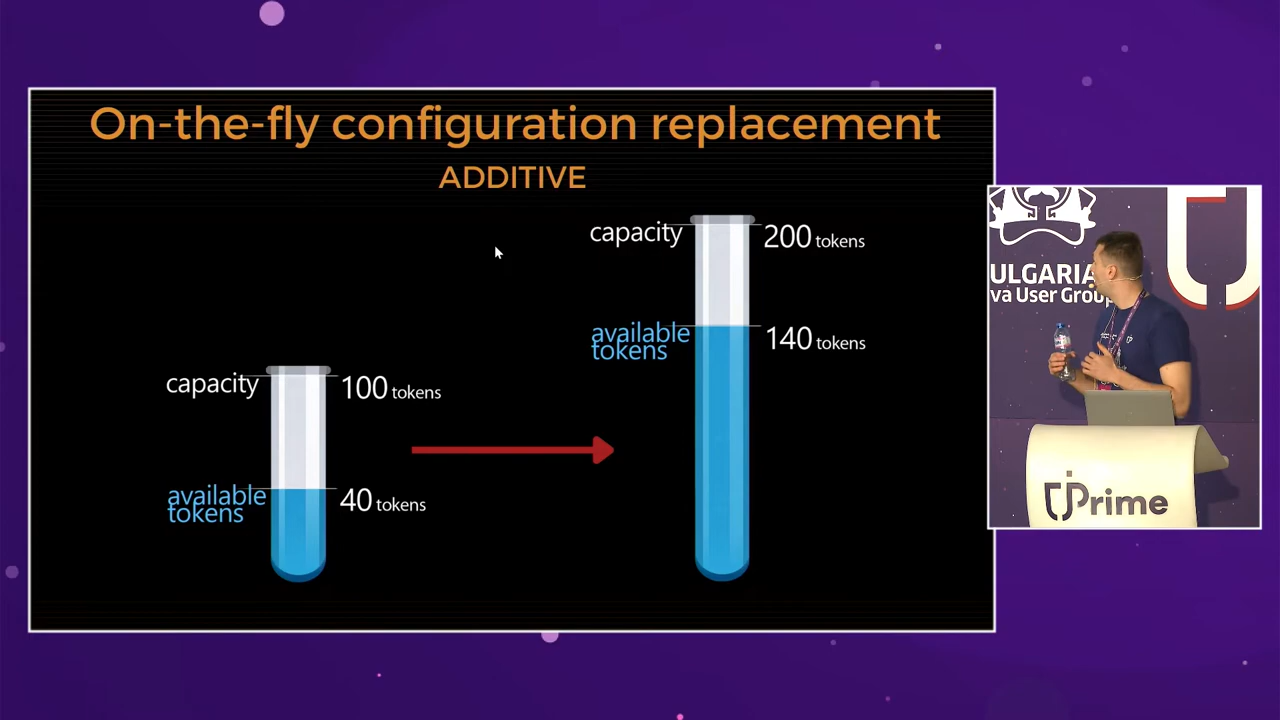 On-the-fly configuration replacement
ADDITIVE
capacity
200 tokens
available
tokens
140 tokens
capacity
100 tokens
available
tokens
40 tokens
ULGARIA
va User Group
jPrime